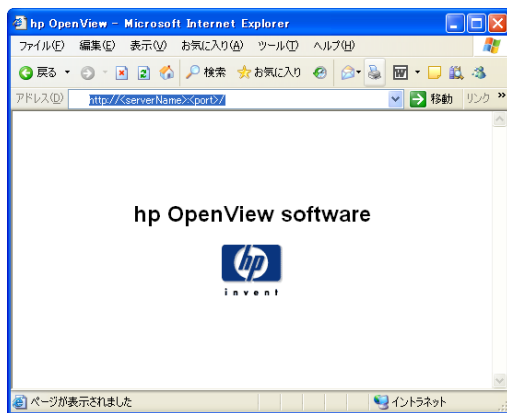 hp OpenView - Microsoft Internet Explorer
ファイル(F) 編集(E) 表示(V) お気に入り(A) ツール(T) ヘルプ(H)
戻る 検索 お気に入り
アドレス(D) http://<serverName>:<port>/ 移動 リンク »
hp OpenView software
hp
invent
ページが表示されました イントラネット